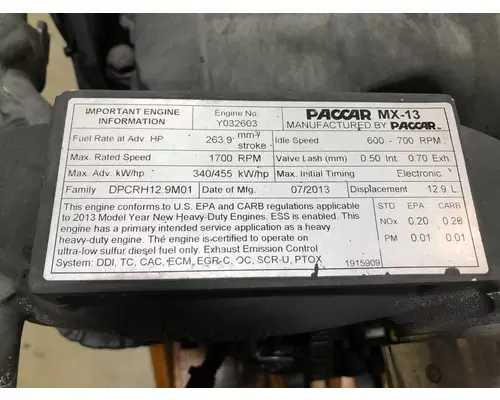 IMPORTANT ENGINE INFORMATION
Engine No. Y032603
PACCAR MX-13
MANUFACTURED BY PACCAR
Fuel Rate at Adv. HP 263.9 mm³/stroke
Idle Speed 600 - 700 RPM
Max. Rated Speed 1700 RPM
Valve Lash (mm) 0.50 Int. 0.70 Exh.
Max. Adv. kW/hp 340/455 kW/hp
Max. Initial Timing Electronic
Family DPCRH12.9M01
Date of Mfg. 07/2013
Displacement 12.9 L
This engine conforms to U.S. EPA and CARB regulations applicable
to 2013 Model Year New Heavy-Duty Engines. ESS is enabled. This
engine has a primary intended service application as a heavy
heavy-duty engine. The engine is certified to operate on
ultra-low sulfur diesel fuel only. Exhaust Emission Control
System: DDI, TC, CAC, ECM, EGR-C, OC, SCR-U, PTOX
STD EPA CARB
NOx 0.20 0.20
PM 0.01 0.01
1915909